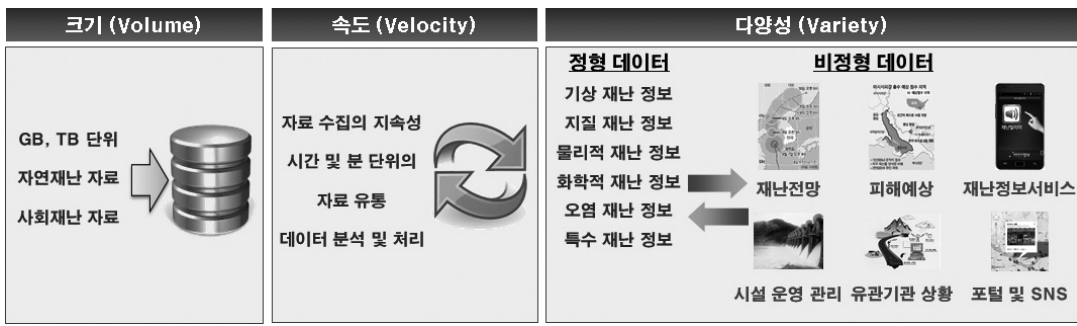 크기 (Volume)
GB, TB 단위
자연재난 자료
사회재난 자료
속도 (Velocity)
자료 수집의 지속성
시간 및 분 단위의
자료 유통
데이터 분석 및 처리
다양성 (Variety)
정형 데이터
기상 재난 정보
지질 재난 정보
물리적 재난 정보
화학적 재난 정보
오염 재난 정보
특수 재난 정보
비정형 데이터
재난전망
피해예상
재난정보서비스
시설 운영 관리
유관기관 상황
포털 및 SNS